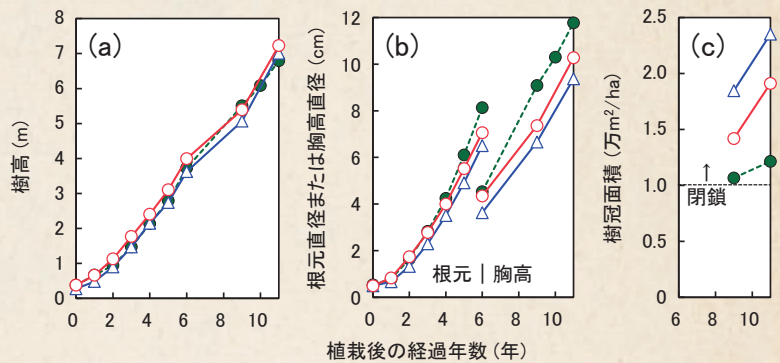 (a)
樹高 (m)
8
7
6
5
4
3
2
1
0
0 2 4 6 8 10
(b)
根元直径または胸高直径 (cm)
12
10
8
6
4
2
0
根元 | 胸高
0 2 4 6 8 10
(c)
樹冠面積 (万m²/ha)
2.5
2.0
1.5
1.0
0.5
0
↑
閉鎖
6 8 10
植栽後の経過年数 (年)